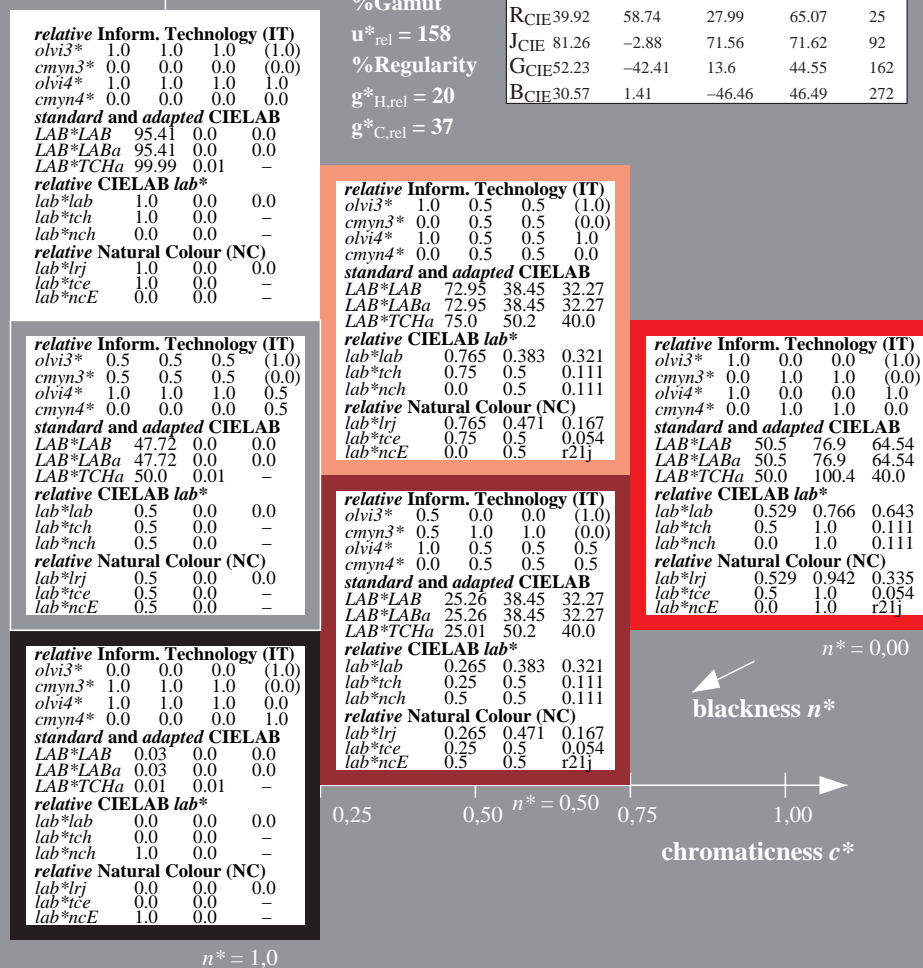 %Gamut
u*rel = 158
%Regularity
g*H,rel = 20
g*C,rel = 37
RCIE 39.92 58.74 27.99 65.07 25
JCIE 81.26 −2.88 71.56 71.62 92
GCIE 52.23 −42.41 13.6 44.55 162
BCIE 30.57 1.41 −46.46 46.49 272
relative Inform. Technology (IT)
olvi3* 1.0 1.0 1.0 (1.0)
cmyn3* 0.0 0.0 0.0 (0.0)
olvi4* 1.0 1.0 1.0 1.0
cmyn4* 0.0 0.0 0.0 0.0
standard and adapted CIELAB
LAB*LAB 95.41 0.0 0.0
LAB*LABa 95.41 0.0 0.0
LAB*TCHa 99.99 0.01 –
relative CIELAB lab*
lab*lab 1.0 0.0 0.0
lab*tch 1.0 0.0 –
lab*nch 0.0 0.0 –
relative Natural Colour (NC)
lab*lrj 1.0 0.0 0.0
lab*tce 1.0 0.0 –
lab*ncE 0.0 0.0 –
relative Inform. Technology (IT)
olvi3* 1.0 0.5 0.5 (1.0)
cmyn3* 0.0 0.5 0.5 (0.0)
olvi4* 1.0 0.5 0.5 1.0
cmyn4* 0.0 0.5 0.5 0.0
standard and adapted CIELAB
LAB*LAB 72.95 38.45 32.27
LAB*LABa 72.95 38.45 32.27
LAB*TCHa 75.0 50.2 40.0
relative CIELAB lab*
lab*lab 0.765 0.383 0.321
lab*tch 0.75 0.5 0.111
lab*nch 0.0 0.5 0.111
relative Natural Colour (NC)
lab*lrj 0.765 0.471 0.167
lab*tce 0.75 0.5 0.054
lab*ncE 0.0 0.5 r21j
relative Inform. Technology (IT)
olvi3* 0.5 0.5 0.5 (1.0)
cmyn3* 0.5 0.5 0.5 (0.0)
olvi4* 1.0 1.0 1.0 0.5
cmyn4* 0.0 0.0 0.0 0.5
standard and adapted CIELAB
LAB*LAB 47.72 0.0 0.0
LAB*LABa 47.72 0.0 0.0
LAB*TCHa 50.0 0.01 –
relative CIELAB lab*
lab*lab 0.5 0.0 0.0
lab*tch 0.5 0.0 –
lab*nch 0.5 0.0 –
relative Natural Colour (NC)
lab*lrj 0.5 0.0 0.0
lab*tce 0.5 0.0 –
lab*ncE 0.5 0.0 –
relative Inform. Technology (IT)
olvi3* 1.0 0.0 0.0 (1.0)
cmyn3* 0.0 1.0 1.0 (0.0)
olvi4* 1.0 0.0 0.0 1.0
cmyn4* 0.0 1.0 1.0 0.0
standard and adapted CIELAB
LAB*LAB 50.5 76.9 64.54
LAB*LABa 50.5 76.9 64.54
LAB*TCHa 50.0 100.4 40.0
relative CIELAB lab*
lab*lab 0.529 0.766 0.643
lab*tch 0.5 1.0 0.111
lab*nch 0.0 1.0 0.111
relative Natural Colour (NC)
lab*lrj 0.529 0.942 0.335
lab*tce 0.5 1.0 0.054
lab*ncE 0.0 1.0 r21j
relative Inform. Technology (IT)
olvi3* 0.5 0.0 0.0 (1.0)
cmyn3* 0.5 1.0 1.0 (0.0)
olvi4* 1.0 0.5 0.5 0.5
cmyn4* 0.0 0.5 0.5 0.5
standard and adapted CIELAB
LAB*LAB 25.26 38.45 32.27
LAB*LABa 25.26 38.45 32.27
LAB*TCHa 25.01 50.2 40.0
relative CIELAB lab*
lab*lab 0.265 0.383 0.321
lab*tch 0.25 0.5 0.111
lab*nch 0.5 0.5 0.111
relative Natural Colour (NC)
lab*lrj 0.265 0.471 0.167
lab*tce 0.25 0.5 0.054
lab*ncE 0.5 0.5 r21j
relative Inform. Technology (IT)
olvi3* 0.0 0.0 0.0 (1.0)
cmyn3* 1.0 1.0 1.0 (0.0)
olvi4* 1.0 1.0 1.0 0.0
cmyn4* 0.0 0.0 0.0 1.0
standard and adapted CIELAB
LAB*LAB 0.03 0.0 0.0
LAB*LABa 0.03 0.0 0.0
LAB*TCHa 0.01 0.01 –
relative CIELAB lab*
lab*lab 0.0 0.0 0.0
lab*tch 0.0 0.0 –
lab*nch 1.0 0.0 –
relative Natural Colour (NC)
lab*lrj 0.0 0.0 0.0
lab*tce 0.0 0.0 –
lab*ncE 1.0 0.0 –
n* = 0,00
blackness n*
0,25 0,50 n* = 0,50 0,75 1,00
chromaticness c*
n* = 1,0